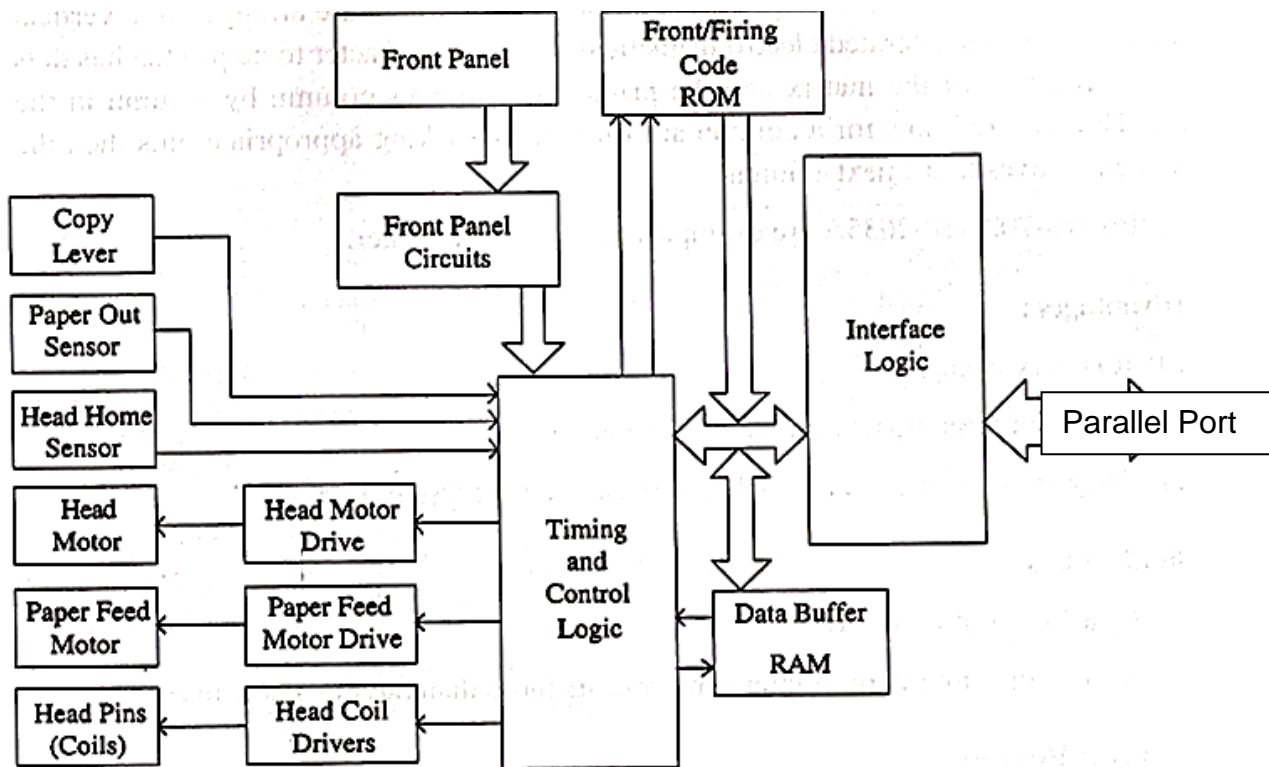 Front Panel
Front/Firing
Code
ROM
Copy
Lever
Front Panel
Circuits
Paper Out
Sensor
Interface
Logic
Head Home
Sensor
Parallel Port
Head
Motor
Head Motor
Drive
Timing
and
Control
Logic
Paper Feed
Motor
Paper Feed
Motor Drive
Data Buffer
RAM
Head Pins
(Coils)
Head Coil
Drivers